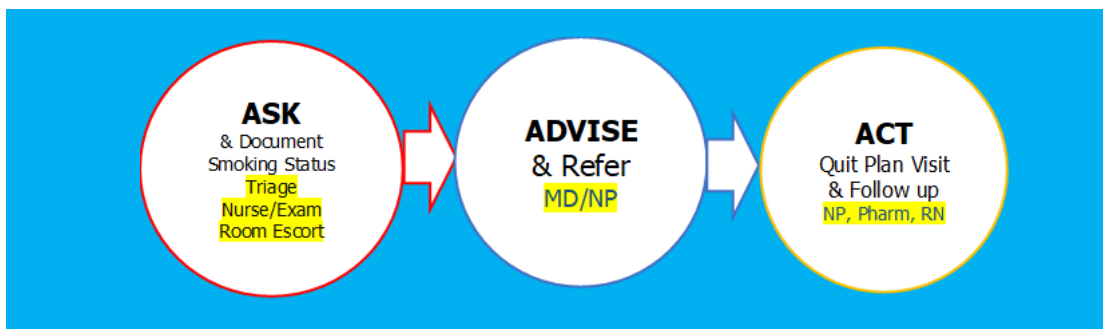 ASK
& Document
Smoking Status
Triage
Nurse/Exam
Room Escort
ADVISE
& Refer
MD/NP
ACT
Quit Plan Visit
& Follow up
NP, Pharm, RN